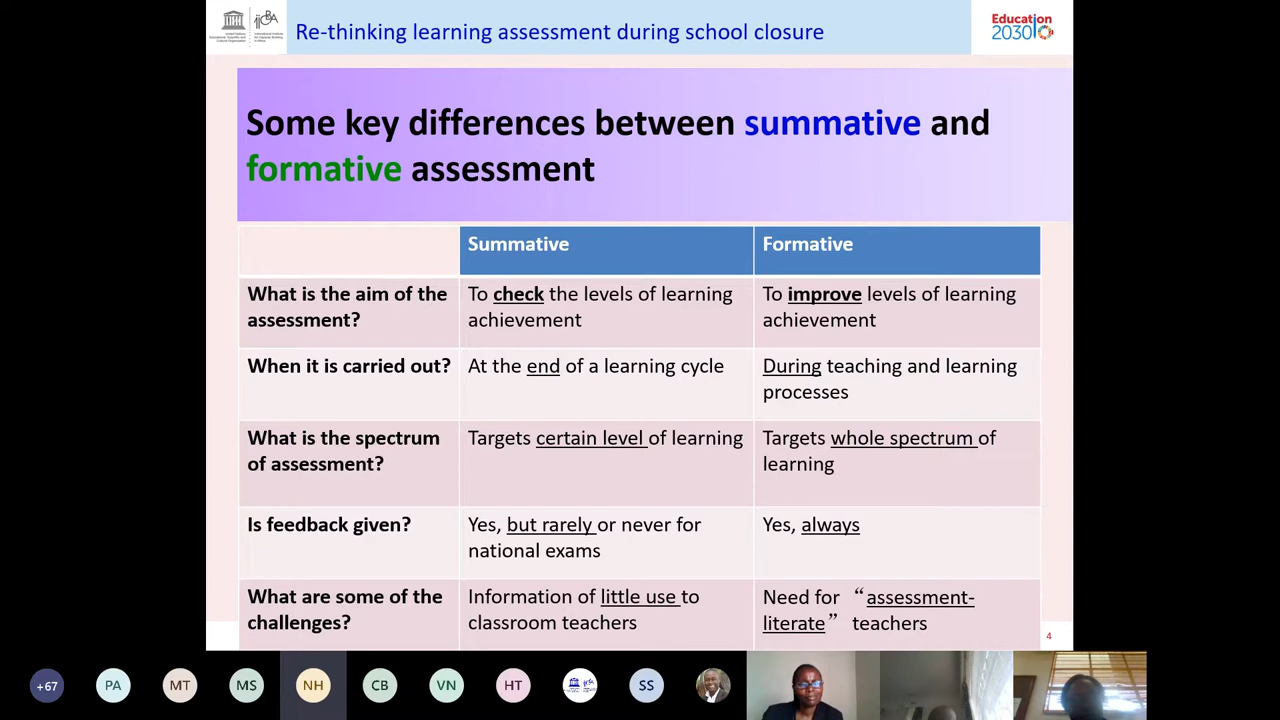 Re-thinking learning assessment during school closure
Education
2030
Some key differences between summative and
formative assessment
Summative
Formative
What is the aim of the
assessment?
To check the levels of learning
achievement
To improve levels of learning
achievement
When it is carried out?
At the end of a learning cycle
During teaching and learning
processes
What is the spectrum
of assessment?
Targets certain level of learning
Targets whole spectrum of
learning
Is feedback given?
Yes, but rarely or never for
national exams
Yes, always
What are some of the
challenges?
Information of little use to
classroom teachers
Need for “assessment-
literate” teachers
4
+67
PA
MT
MS
NH
CB
VN
HT
SS